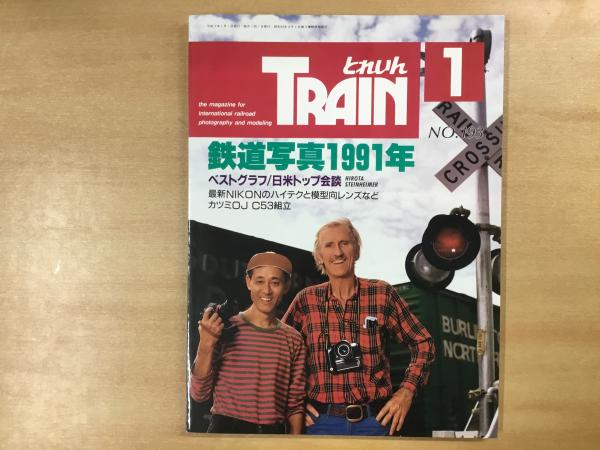 とれいん
TRAIN
1
the magazine for
international railroad
photography and modeling
NO. 193
鉄道写真1991年
ベストグラフ/日米トップ会談 HIROTA
STEINHEIMER
最新NIKONのハイテクと模型向レンズなど
カツミOJ C53組立
RAIL
CROSSI
BURLI
NORT